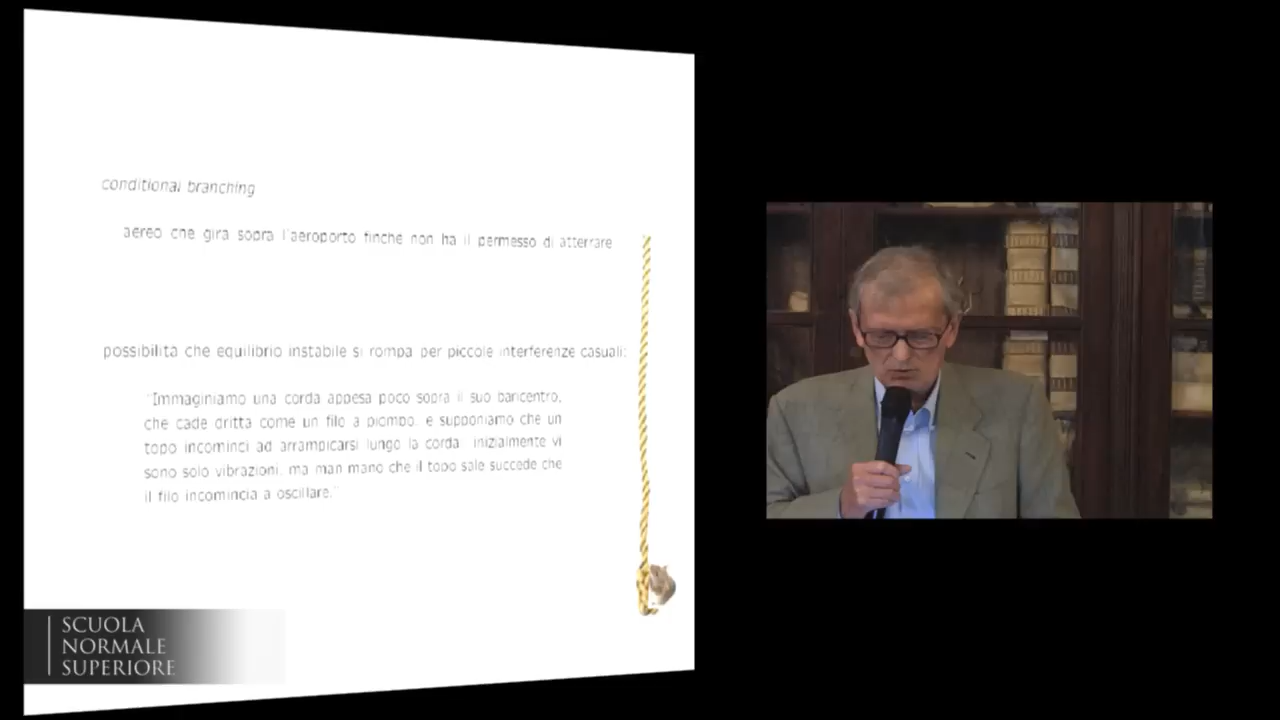 conditional branching
aereo che gira sopra l'aeroporto finche non ha il permesso di atterrare
possibilità che equilibrio instabile si rompa per piccole interferenze casuali:
"Immaginiamo una corda appesa poco sopra il suo baricentro,
che cade dritta come un filo a piombo, e supponiamo che un
topo incominci ad arrampicarsi lungo la corda inizialmente vi
sono solo vibrazioni, ma man mano che il topo sale succede che
il filo incomincia a oscillare."
SCUOLA
NORMALE
SUPERIORE